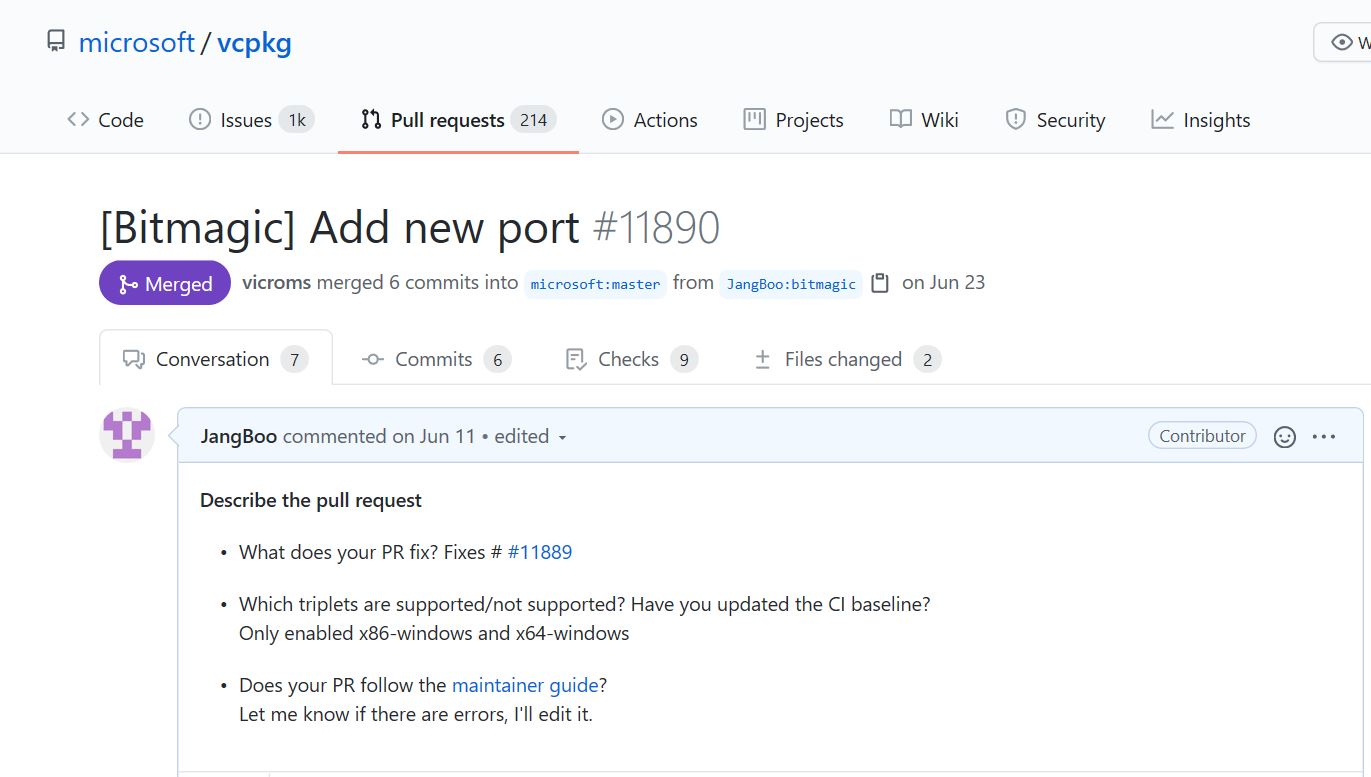 microsoft / vcpkg
W
Code Issues 1k Pull requests 214 Actions Projects Wiki Security Insights
[Bitmagic] Add new port #11890
Merged vicroms merged 6 commits into microsoft:master from JangBoo:bitmagic on Jun 23
Conversation 7 Commits 6 Checks 9 Files changed 2
JangBoo commented on Jun 11 • edited Contributor
Describe the pull request
• What does your PR fix? Fixes # #11889
• Which triplets are supported/not supported? Have you updated the CI baseline?
Only enabled x86-windows and x64-windows
• Does your PR follow the maintainer guide?
Let me know if there are errors, I'll edit it.